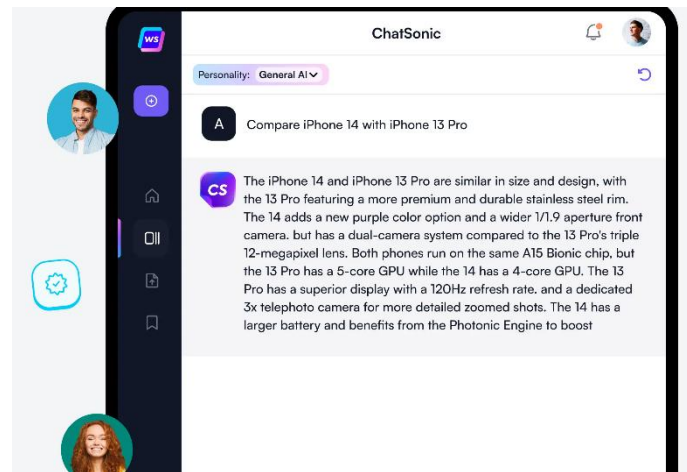 ws
ChatSonic
Personality: General AI
A
Compare iPhone 14 with iPhone 13 Pro
CS
The iPhone 14 and iPhone 13 Pro are similar in size and design, with
the 13 Pro featuring a more premium and durable stainless steel rim.
The 14 adds a new purple color option and a wider 1/1.9 aperture front
camera. but has a dual-camera system compared to the 13 Pro's triple
12-megapixel lens. Both phones run on the same A15 Bionic chip, but
the 13 Pro has a 5-core GPU while the 14 has a 4-core GPU. The 13
Pro has a superior display with a 120Hz refresh rate. and a dedicated
3x telephoto camera for more detailed zoomed shots. The 14 has a
larger battery and benefits from the Photonic Engine to boost